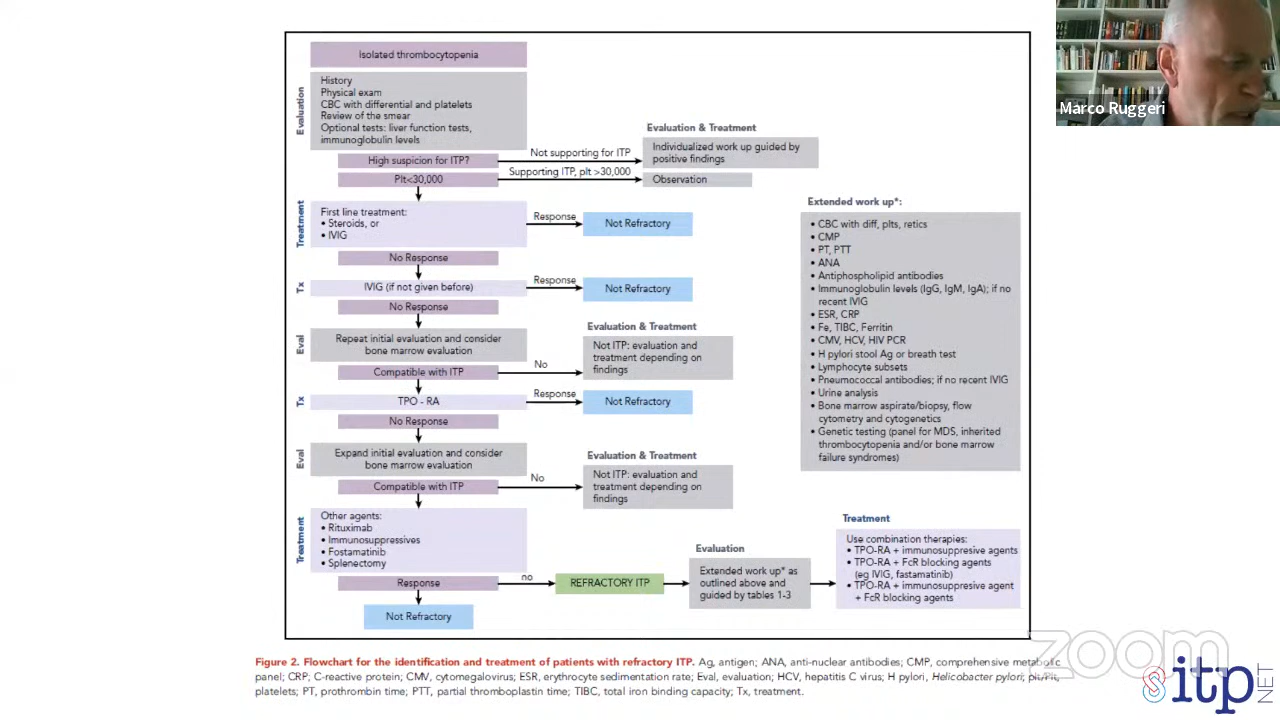 Marco Ruggeri
Isolated thrombocytopenia
Evaluation
History
Physical exam
CBC with differential and platelets
Review of the smear
Optional tests: liver function tests,
immunoglobulin levels
High suspicion for ITP?
Not supporting for ITP
Evaluation & Treatment
Individualized work up guided by
positive findings
Plt<30,000
Supporting ITP, plt >30,000
Observation
Treatment
First line treatment:
• Steroids, or
• IVIG
Response
Not Refractory
No Response
Tx
IVIG (if not given before)
Response
Not Refractory
No Response
Eval
Repeat initial evaluation and consider
bone marrow evaluation
Compatible with ITP
No
Evaluation & Treatment
Not ITP: evaluation and
treatment depending on
findings
Tx
TPO - RA
Response
Not Refractory
No Response
Eval
Expand initial evaluation and consider
bone marrow evaluation
Compatible with ITP
No
Evaluation & Treatment
Not ITP: evaluation and
treatment depending on
findings
Treatment
Other agents:
• Rituximab
• Immunosuppressives
• Fostamatinib
• Splenectomy
Response
no
REFRACTORY ITP
Not Refractory
Evaluation
Extended work up* as
outlined above and
guided by tables 1-3
Treatment
Use combination therapies:
• TPO-RA + immunosuppresive agents
• TPO-RA + FcR blocking agents
(eg IVIG, fastamatinib)
• TPO-RA + immunosuppresive agent
+ FcR blocking agents
Extended work up*:
• CBC with diff, plts, retics
• CMP
• PT, PTT
• ANA
• Antiphospholipid antibodies
• Immunoglobulin levels (IgG, IgM, IgA); if no
recent IVIG
• ESR, CRP
• Fe, TIBC, Ferritin
• CMV, HCV, HIV PCR
• H pylori stool Ag or breath test
• Lymphocyte subsets
• Pneumococcal antibodies; if no recent IVIG
• Urine analysis
• Bone marrow aspirate/biopsy, flow
cytometry and cytogenetics
• Genetic testing (panel for MDS, inherited
thrombocytopenia and/or bone marrow
failure syndromes)
Figure 2. Flowchart for the identification and treatment of patients with refractory ITP. Ag, antigen; ANA, anti-nuclear antibodies; CMP, comprehensive metabolic
panel; CRP: C-reactive protein; CMV, cytomegalovirus; ESR, erythrocyte sedimentation rate; Eval, evaluation; HCV, hepatitis C virus; H pylori, Helicobacter pylori; plt/Plt,
platelets; PT, prothrombin time; PTT, partial thromboplastin time; TIBC, total iron binding capacity; Tx, treatment.
zoom
itp
NET